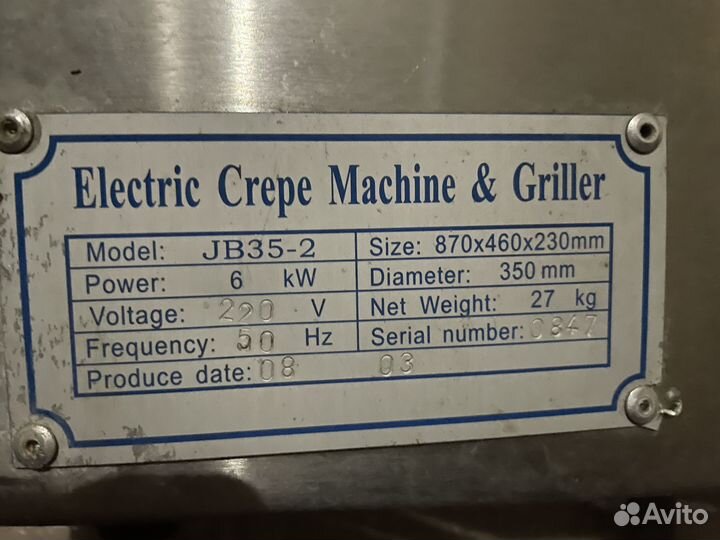 Electric Crepe Machine & Griller
Model: JB35-2
Size: 870x460x230mm
Power: 6 kW
Diameter: 350 mm
Voltage: 220 V
Net Weight: 27 kg
Frequency: 50 Hz
Serial number: 0847
Produce date: 08 03
Avito